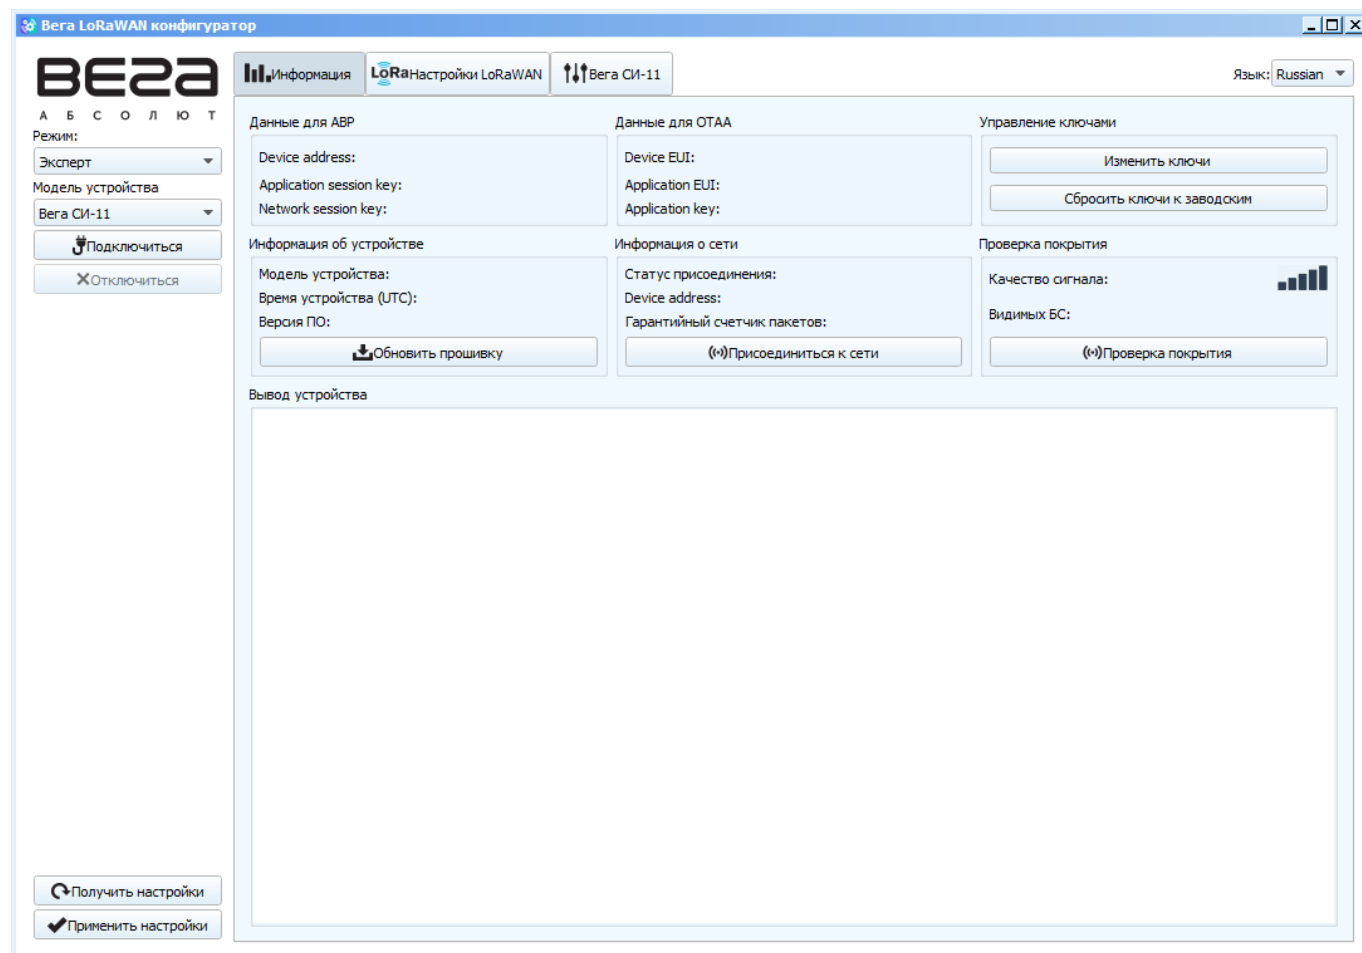 Вега LoRaWAN конфигуратор
ВЕГА
АБСОЛЮТ
Режим:
Эксперт
Модель устройства
Вега СИ-11
Подключиться
Отключиться
Получить настройки
Применить настройки
Информация
LoRa Настройки LoRaWAN
Вега СИ-11
Язык: Russian
Данные для ABP
Device address:
Application session key:
Network session key:
Данные для OTAA
Device EUI:
Application EUI:
Application key:
Управление ключами
Изменить ключи
Сбросить ключи к заводским
Информация об устройстве
Модель устройства:
Время устройства (UTC):
Версия ПО:
Обновить прошивку
Информация о сети
Статус присоединения:
Device address:
Гарантийный счетчик пакетов:
Присоединиться к сети
Проверка покрытия
Качество сигнала:
Видимых БС:
Проверка покрытия
Вывод устройства